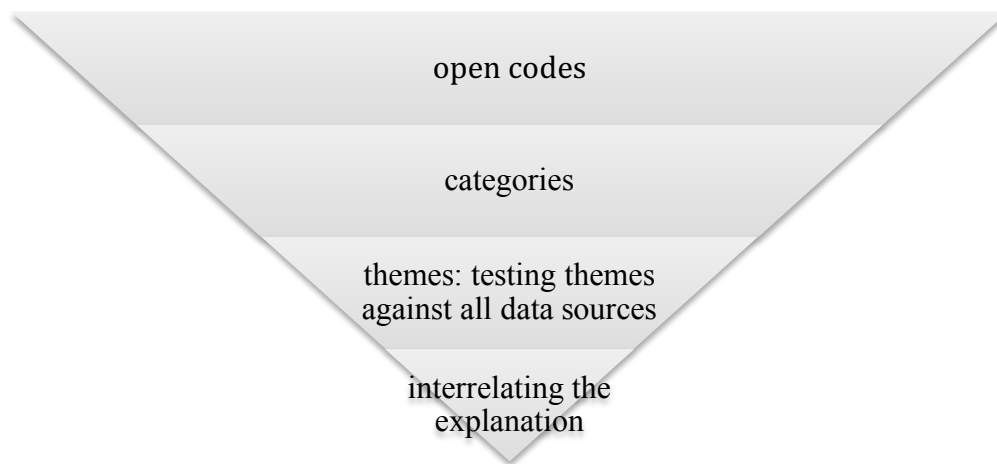 open codes
categories
themes: testing themes
against all data sources
interrelating the
explanation